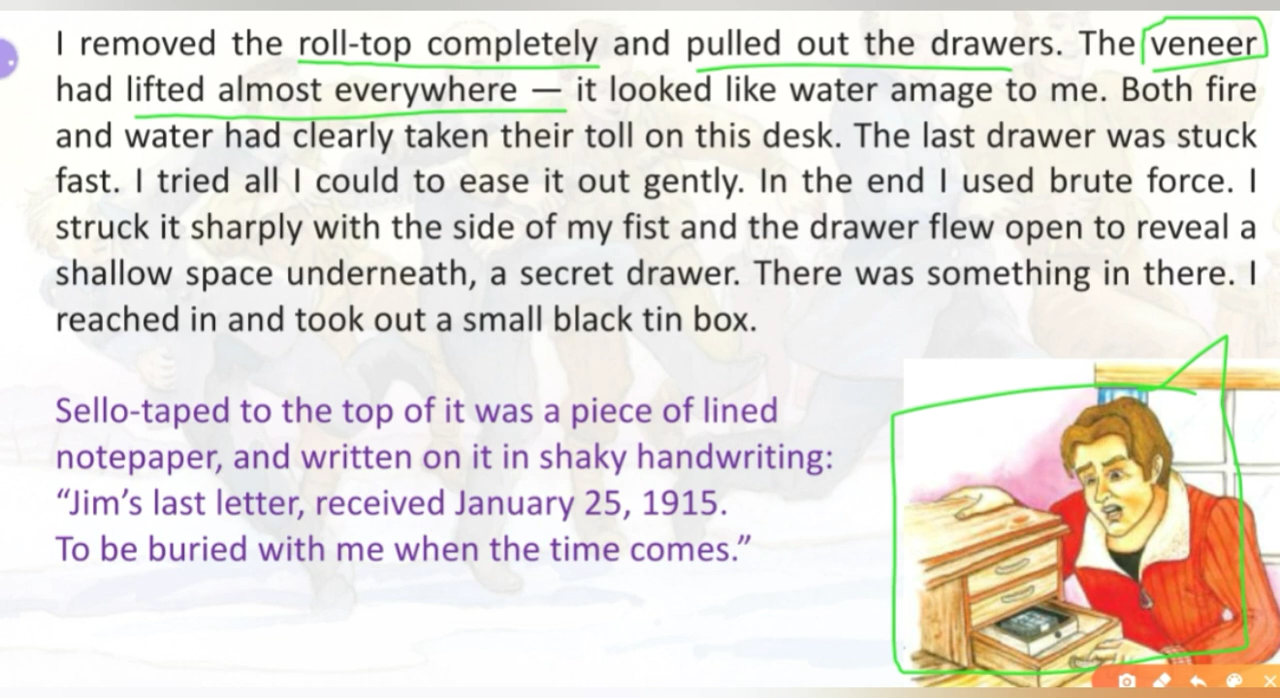 I removed the roll-top completely and pulled out the drawers. The veneer
had lifted almost everywhere — it looked like water amage to me. Both fire
and water had clearly taken their toll on this desk. The last drawer was stuck
fast. I tried all I could to ease it out gently. In the end I used brute force. I
struck it sharply with the side of my fist and the drawer flew open to reveal a
shallow space underneath, a secret drawer. There was something in there. I
reached in and took out a small black tin box.
Sello-taped to the top of it was a piece of lined
notepaper, and written on it in shaky handwriting:
“Jim’s last letter, received January 25, 1915.
To be buried with me when the time comes.”